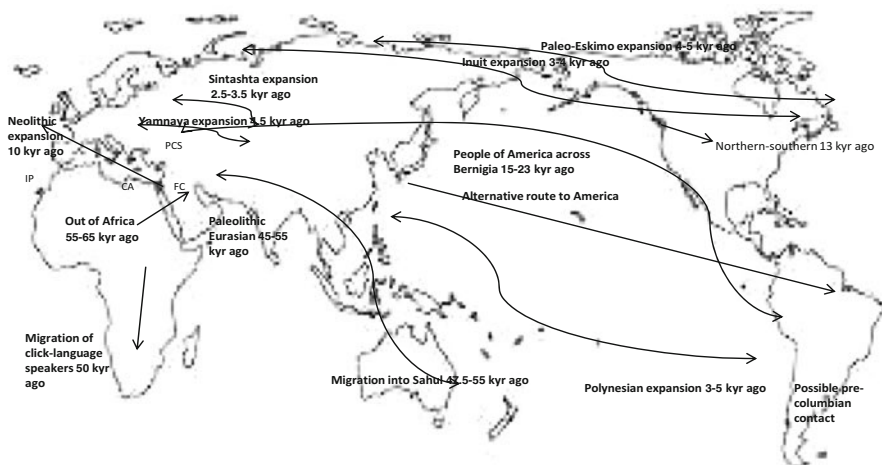 Paleo-Eskimo expansion 4-5 kyr ago
Inuit expansion 3-4 kyr ago
Sintashta expansion
2.5-3.5 kyr ago
Neolithic
expansion
10 kyr ago
PCS
Northern-southern 13 kyr ago
People of America across
Bernigia 15-23 kyr ago
IP
CA
FC
Alternative route to America
Out of Africa
55-65 kyr ago
Paleolithic
Eurasian 45-55
kyr ago
Migration of
click-language
speakers 50 kyr
ago
Migration into Sahul 47.5-55 kyr ago
Polynesian expansion 3-5 kyr ago
Possible-pre-
columbian
contact
Yamnaya expansion
kyr ago